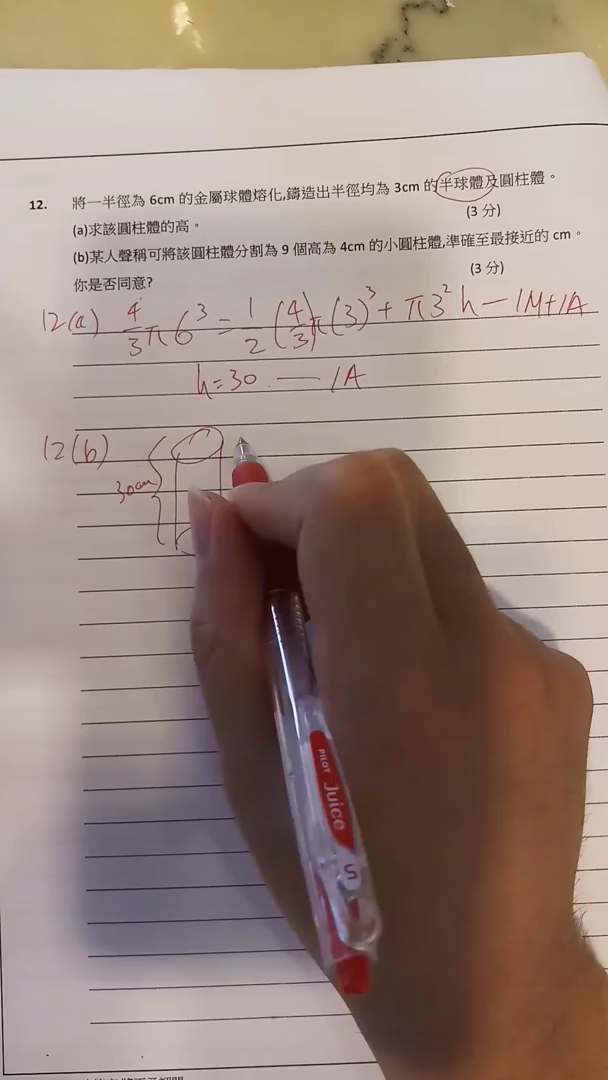 12. 將一半徑為 6cm 的金屬球體熔化,鑄造出半徑均為 3cm 的半球體及圓柱體。
(a)求該圓柱體的高。 (3 分)
(b)某人聲稱可將該圓柱體分割為 9 個高為 4cm 的小圓柱體,準確至最接近的 cm。
你是否同意? (3 分)
12(a) 4/3 π 6³ = 1/2 (4/3) π (3)³ + π 3² h — 1M+1A
h = 30 — 1A
12(b)
30cm
PILOT Juice
5